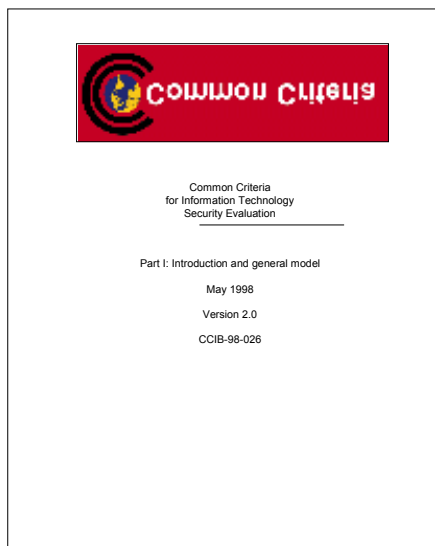 Common Criteria
Common Criteria
for Information Technology
Security Evaluation
Part I: Introduction and general model
May 1998
Version 2.0
CCIB-98-026